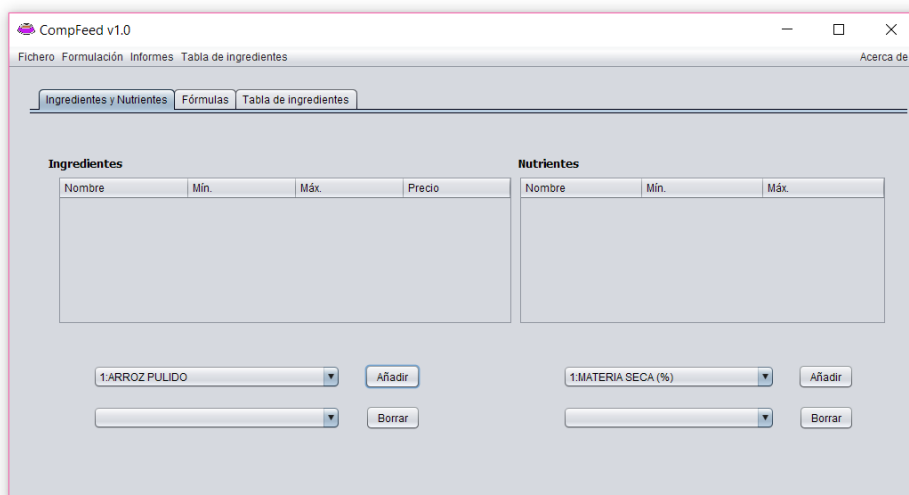 CompFeed v1.0
Fichero Formulación Informes Tabla de ingredientes Acerca de
Ingredientes y Nutrientes Fórmulas Tabla de ingredientes
Ingredientes Nutrientes
Nombre Mín. Máx. Precio Nombre Mín. Máx.
1:ARROZ PULIDO Añadir 1:MATERIA SECA (%) Añadir
Borrar Borrar